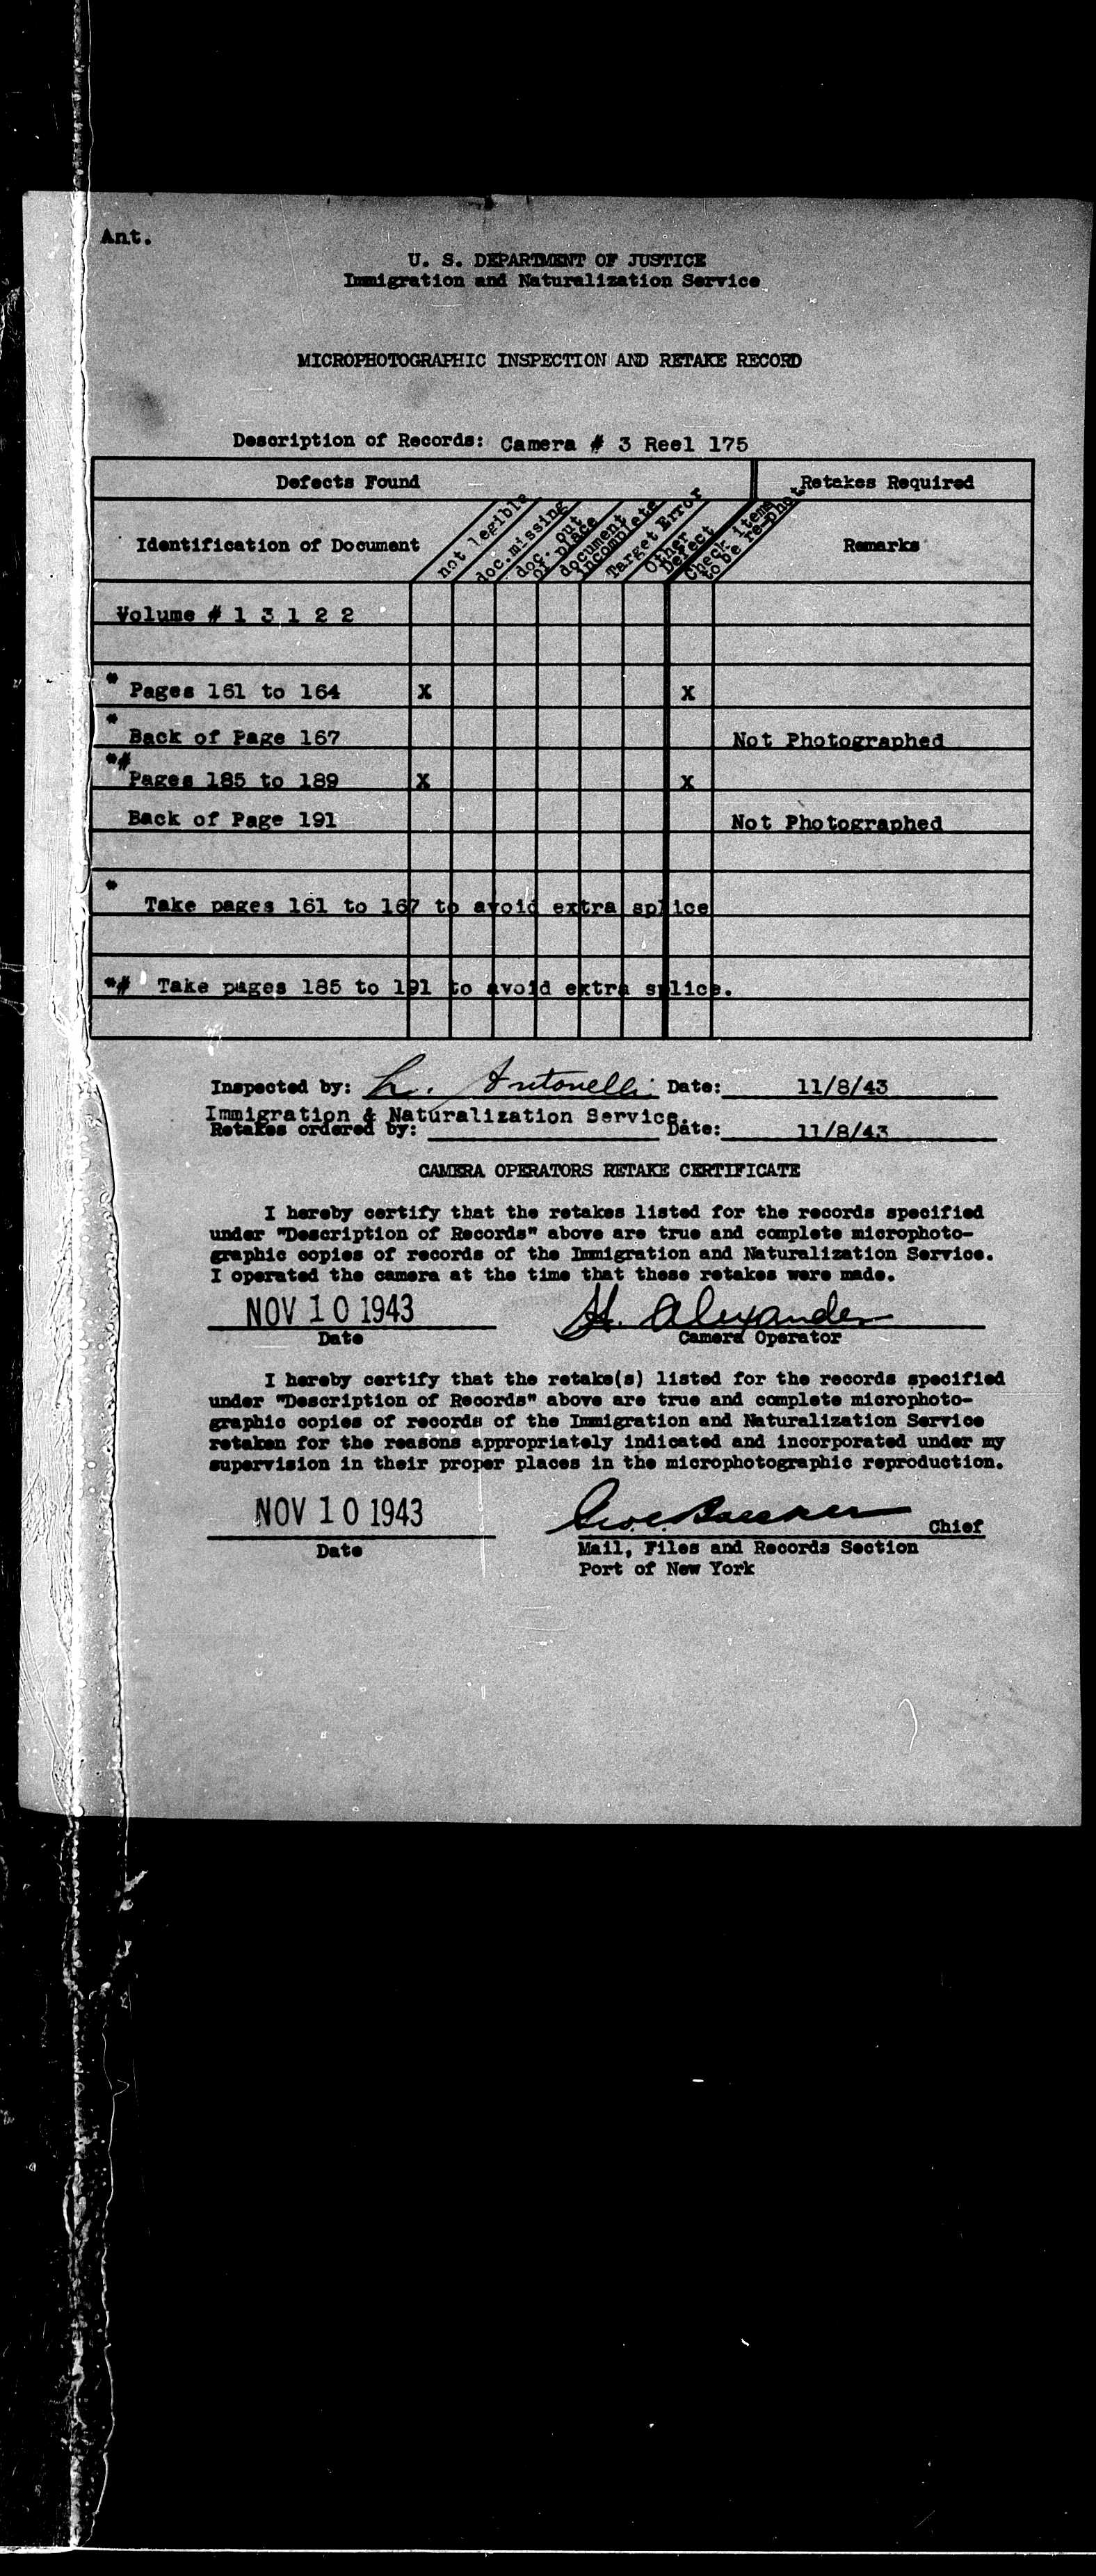 Ant.
U. S. DEPARTMENT OF JUSTICE
Immigration and Naturalization Service
MICROPHOTOGRAPHIC INSPECTION AND RETAKE RECORD
Description of Records: Camera # 3 Reel 175
Defects Found Retakes Required
Identification of Document
not legible
doc.missing
doc. out
of place
document
incomplete
Target Error
Other
Defect
Check items
to be re-phot
Remarks
Volume # 1 3 1 2 2
* Pages 161 to 164 X X
* Back of Page 167 Not Photographed
*# Pages 185 to 189 X X
Back of Page 191 Not Photographed
* Take pages 161 to 167 to avoid extra splice
*# Take pages 185 to 191 to avoid extra splice.
Inspected by: L. Antonelli Date: 11/8/43
Immigration & Naturalization Service.
Retakes ordered by: Date: 11/8/43
CAMERA OPERATORS RETAKE CERTIFICATE
I hereby certify that the retakes listed for the records specified
under "Description of Records" above are true and complete microphoto-
graphic copies of records of the Immigration and Naturalization Service.
I operated the camera at the time that these retakes were made.
NOV 10 1943 H. Alexander
Date Camera Operator
I hereby certify that the retake(s) listed for the records specified
under "Description of Records" above are true and complete microphoto-
graphic copies of records of the Immigration and Naturalization Service
retaken for the reasons appropriately indicated and incorporated under my
supervision in their proper places in the microphotographic reproduction.
NOV 10 1943 Chief
Date Mail, Files and Records Section
Port of New York